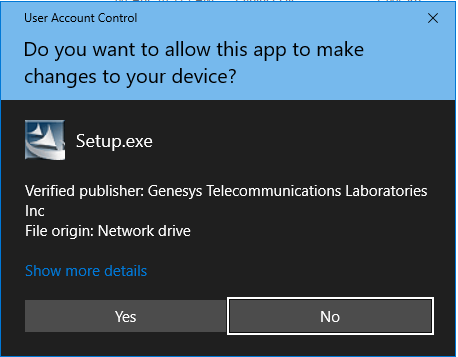 User Account Control
Do you want to allow this app to make
changes to your device?
Setup.exe
Verified publisher: Genesys Telecommunications Laboratories
Inc
File origin: Network drive
Show more details
Yes
No